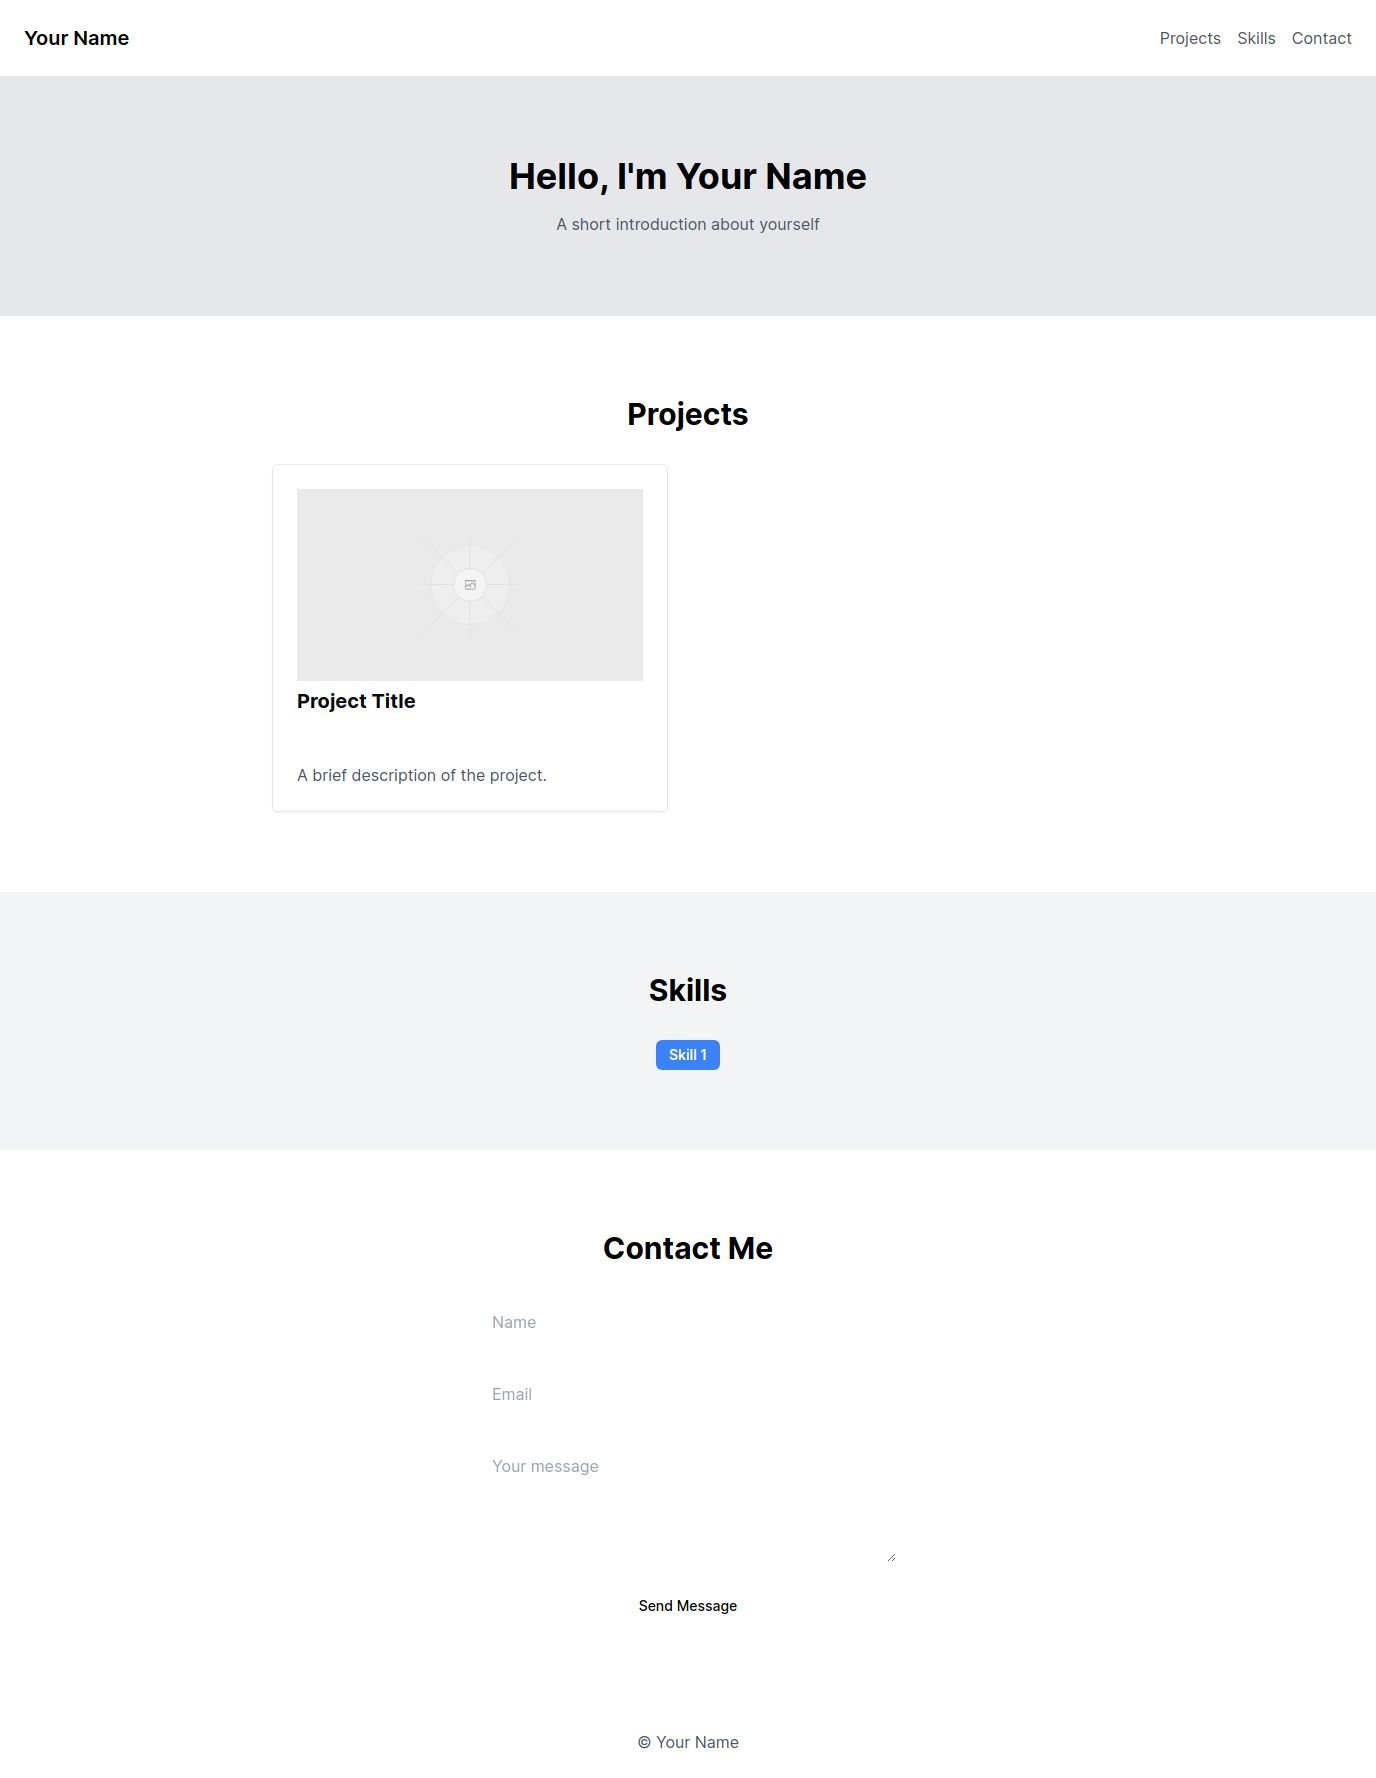 Your Name
Projects Skills Contact
Hello, I'm Your Name
A short introduction about yourself
Projects
Project Title
A brief description of the project.
Skills
Skill 1
Contact Me
Name
Email
Your message
Send Message
© Your Name